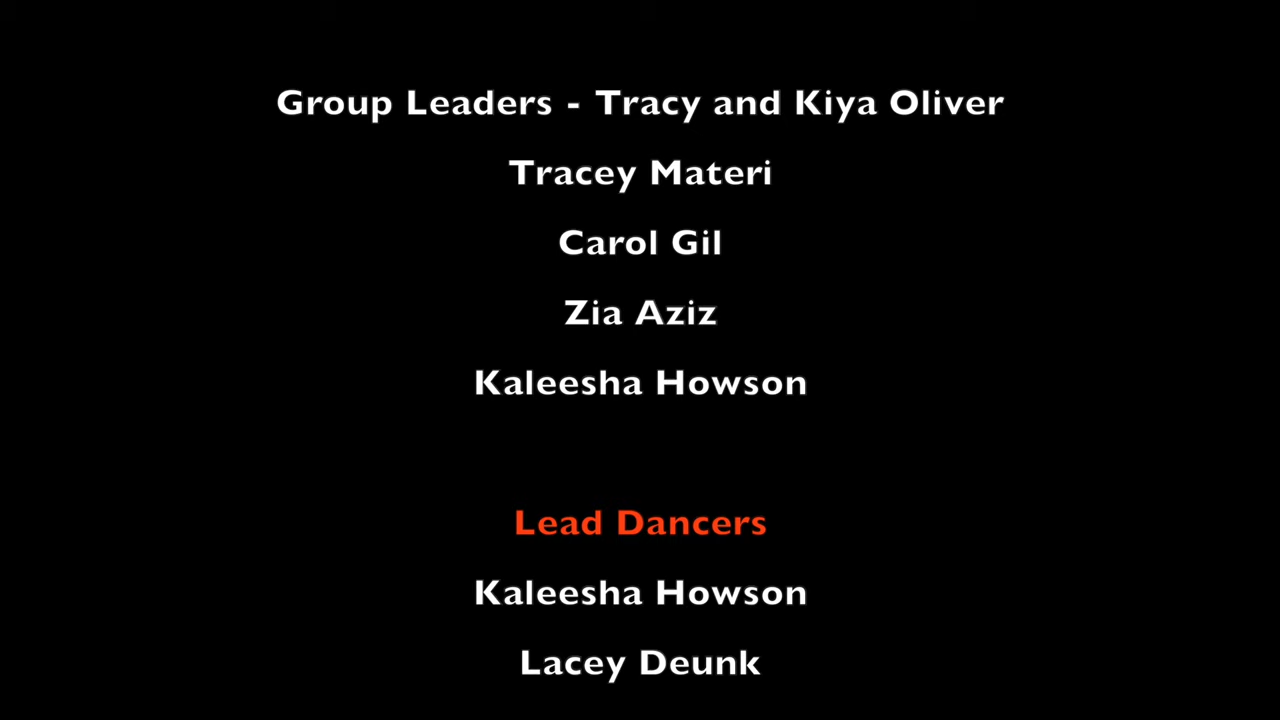 Group Leaders - Tracy and Kiya Oliver
Tracey Materi
Carol Gil
Zia Aziz
Kaleesha Howson
Lead Dancers
Kaleesha Howson
Lacey Deunk